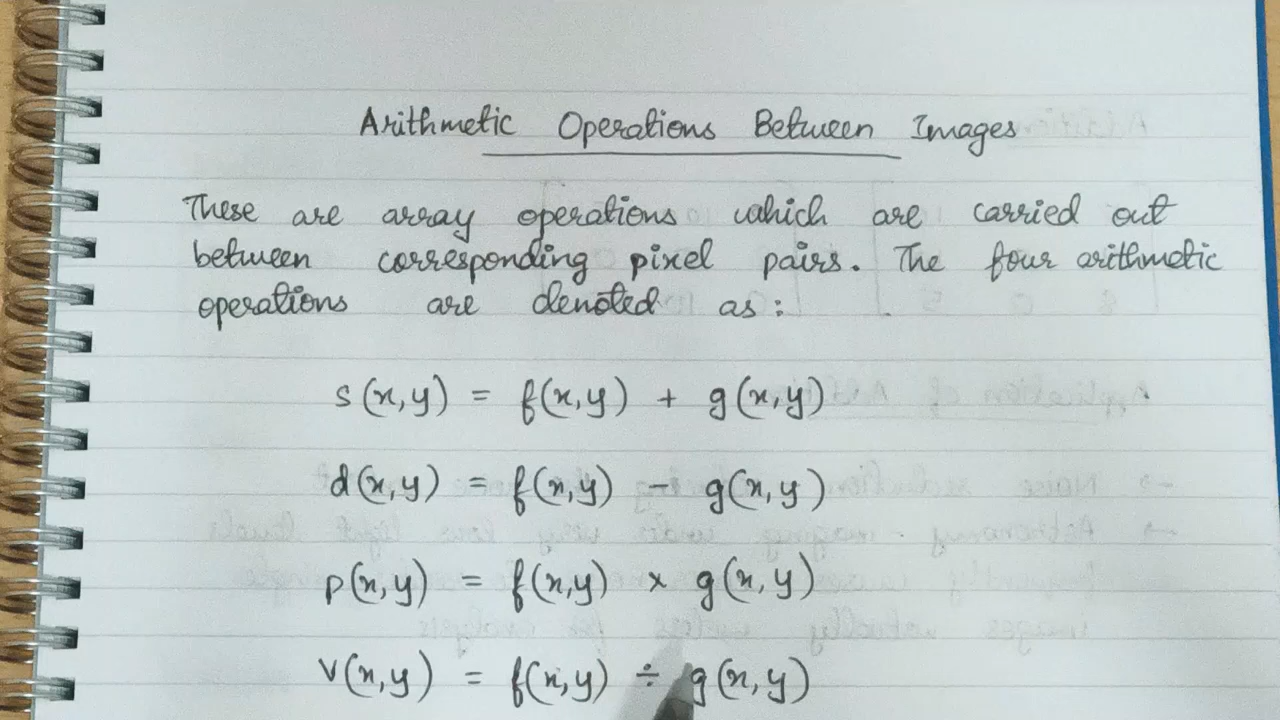 Arithmetic Operations Between Images
These are array operations which are carried out
between corresponding pixel pairs. The four arithmetic
operations are denoted as:
s(x,y) = f(x,y) + g(x,y)
d(x,y) = f(x,y) - g(x,y)
p(x,y) = f(x,y) × g(x,y)
v(x,y) = f(x,y) ÷ g(x,y)